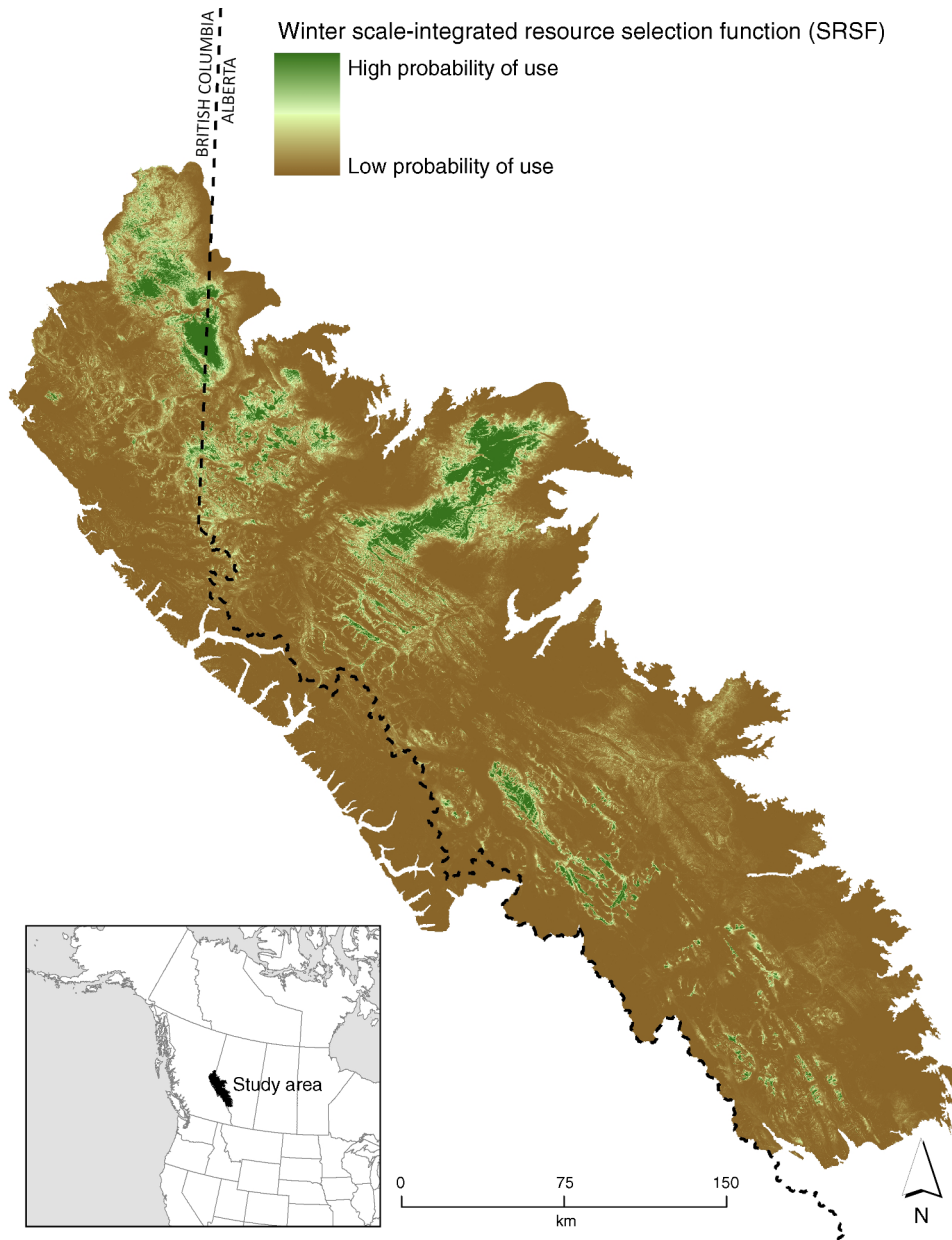 Winter scale-integrated resource selection function (SRSF)
High probability of use
Low probability of use
BRITISH COLUMBIA
ALBERTA
Study area
0 75 150
km
N